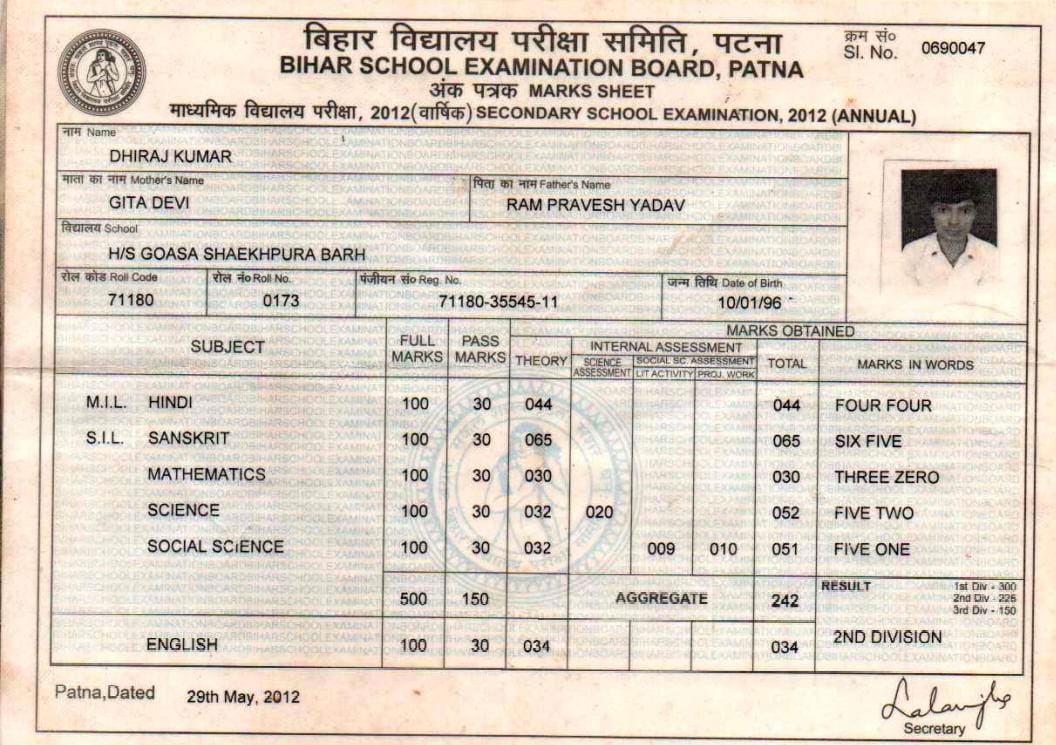 बिहार विद्यालय परीक्षा समिति, पटना
BIHAR SCHOOL EXAMINATION BOARD, PATNA
क्रम सं०
Sl. No. 0690047
अंक पत्रक MARKS SHEET
माध्यमिक विद्यालय परीक्षा, 2012(वार्षिक) SECONDARY SCHOOL EXAMINATION, 2012 (ANNUAL)
नाम Name
DHIRAJ KUMAR
माता का नाम Mother's Name पिता का नाम Father's Name
GITA DEVI RAM PRAVESH YADAV
विद्यालय School
H/S GOASA SHAEKHPURA BARH
रोल कोड Roll Code रोल नं० Roll No. पंजीयन सं० Reg. No. जन्म तिथि Date of Birth
71180 0173 71180-35545-11 10/01/96
MARKS OBTAINED
SUBJECT FULL MARKS PASS MARKS THEORY INTERNAL ASSESSMENT TOTAL MARKS IN WORDS
SCIENCE ASSESSMENT SOCIAL SC. ASSESSMENT
LIT ACTIVITY PROJ. WORK
M.I.L. HINDI 100 30 044 044 FOUR FOUR
S.I.L. SANSKRIT 100 30 065 065 SIX FIVE
MATHEMATICS 100 30 030 030 THREE ZERO
SCIENCE 100 30 032 020 052 FIVE TWO
SOCIAL SCIENCE 100 30 032 009 010 051 FIVE ONE
500 150 AGGREGATE 242 RESULT
1st Div - 300
2nd Div - 225
3rd Div - 150
2ND DIVISION
ENGLISH 100 30 034 034
Patna,Dated 29th May, 2012
Secretary